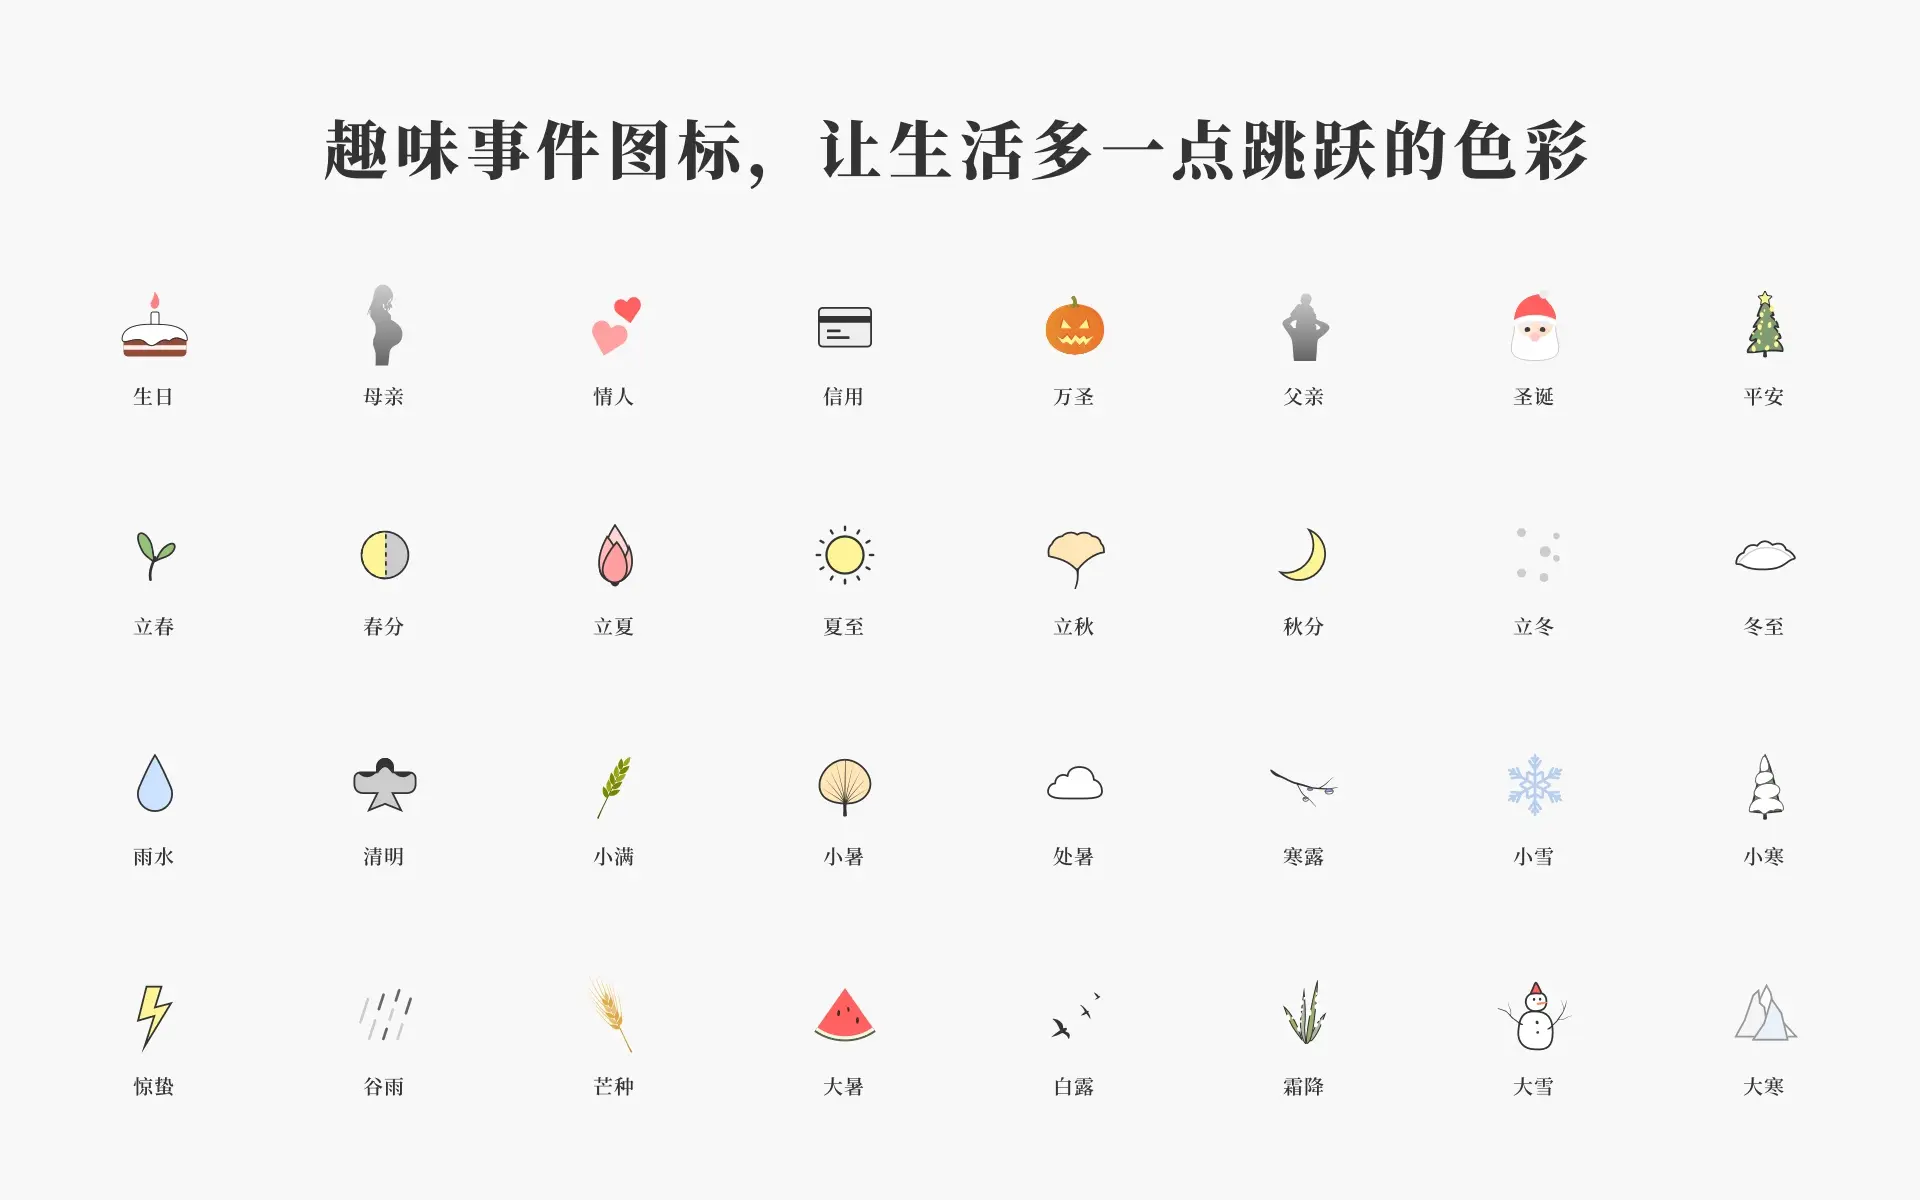 趣味事件图标，让生活多一点跳跃的色彩
生日 母亲 情人 信用 万圣 父亲 圣诞 平安
立春 春分 立夏 夏至 立秋 秋分 立冬 冬至
雨水 清明 小满 小暑 处暑 寒露 小雪 小寒
惊蛰 谷雨 芒种 大暑 白露 霜降 大雪 大寒